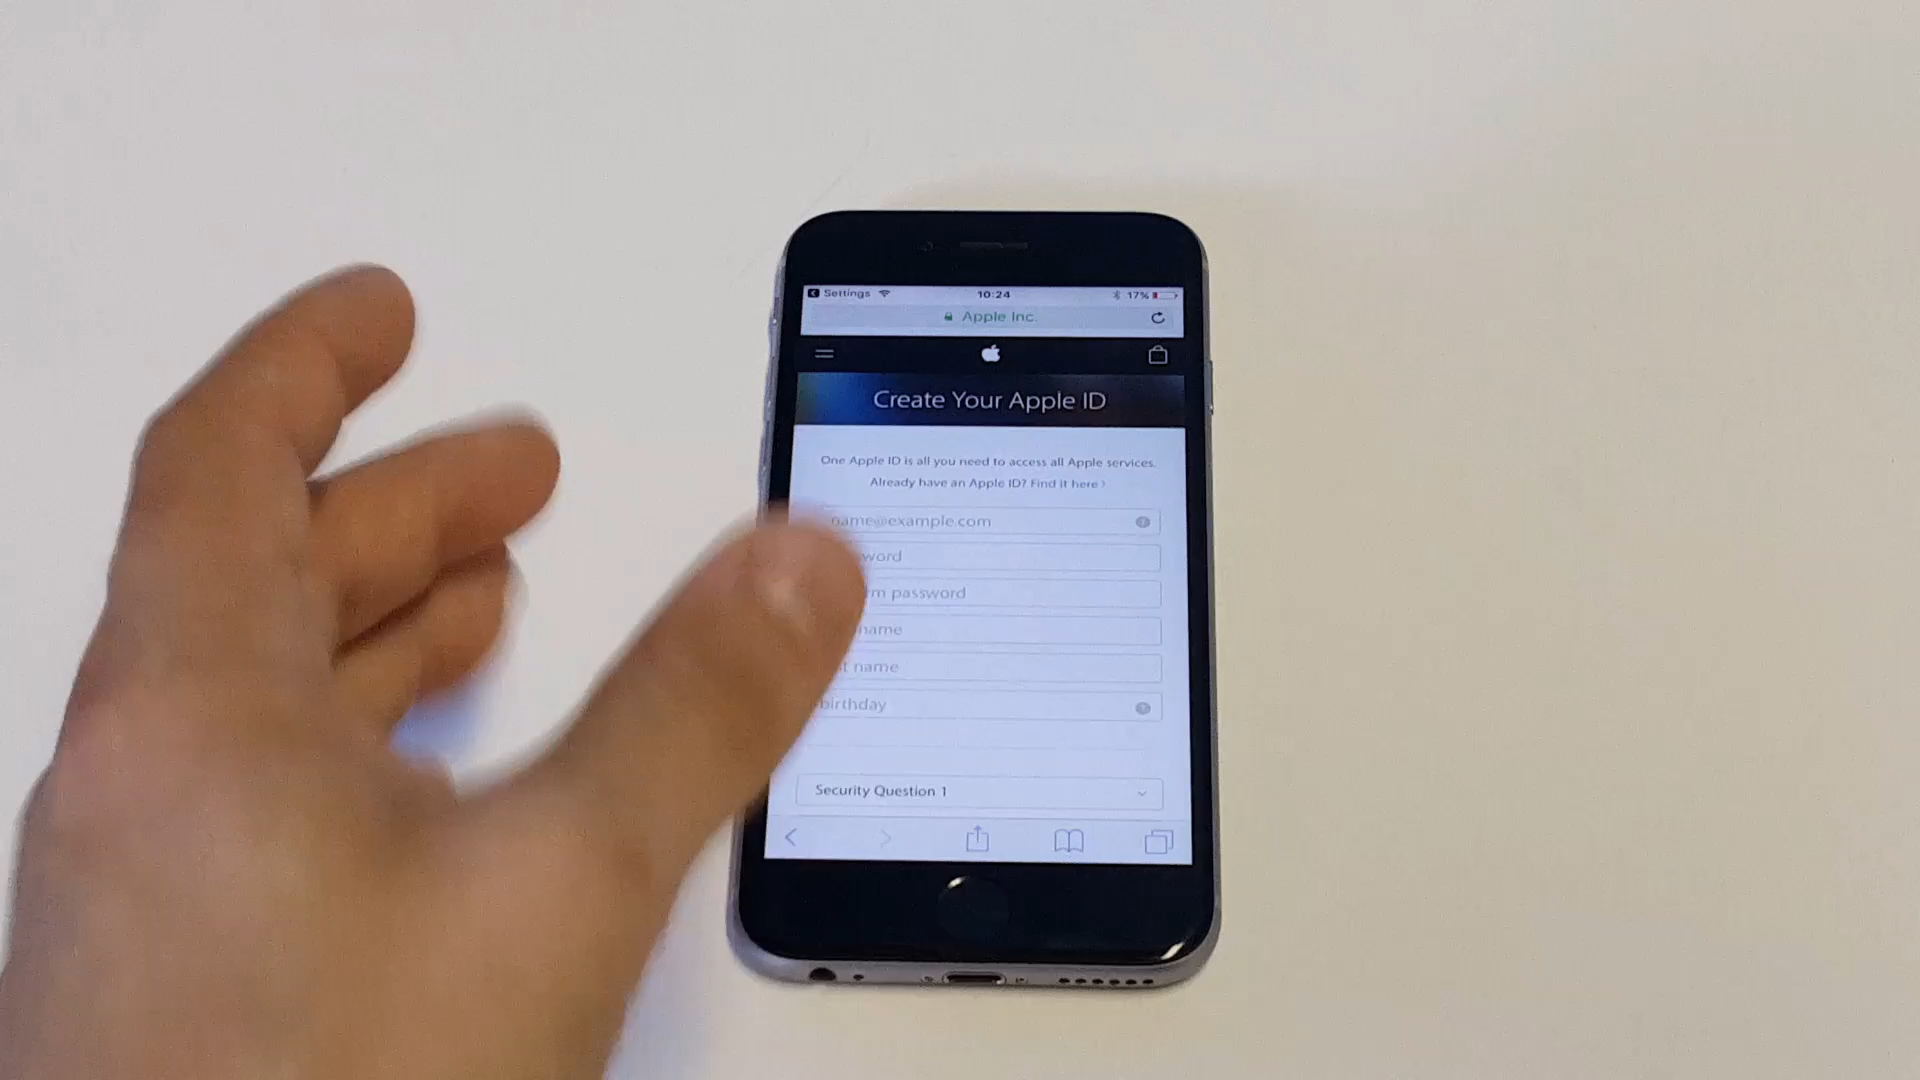 Settings 10:24 17%
Apple Inc.
Create Your Apple ID
One Apple ID is all you need to access all Apple services.
Already have an Apple ID? Find it here >
name@example.com
word
m password
name
t name
birthday
Security Question 1